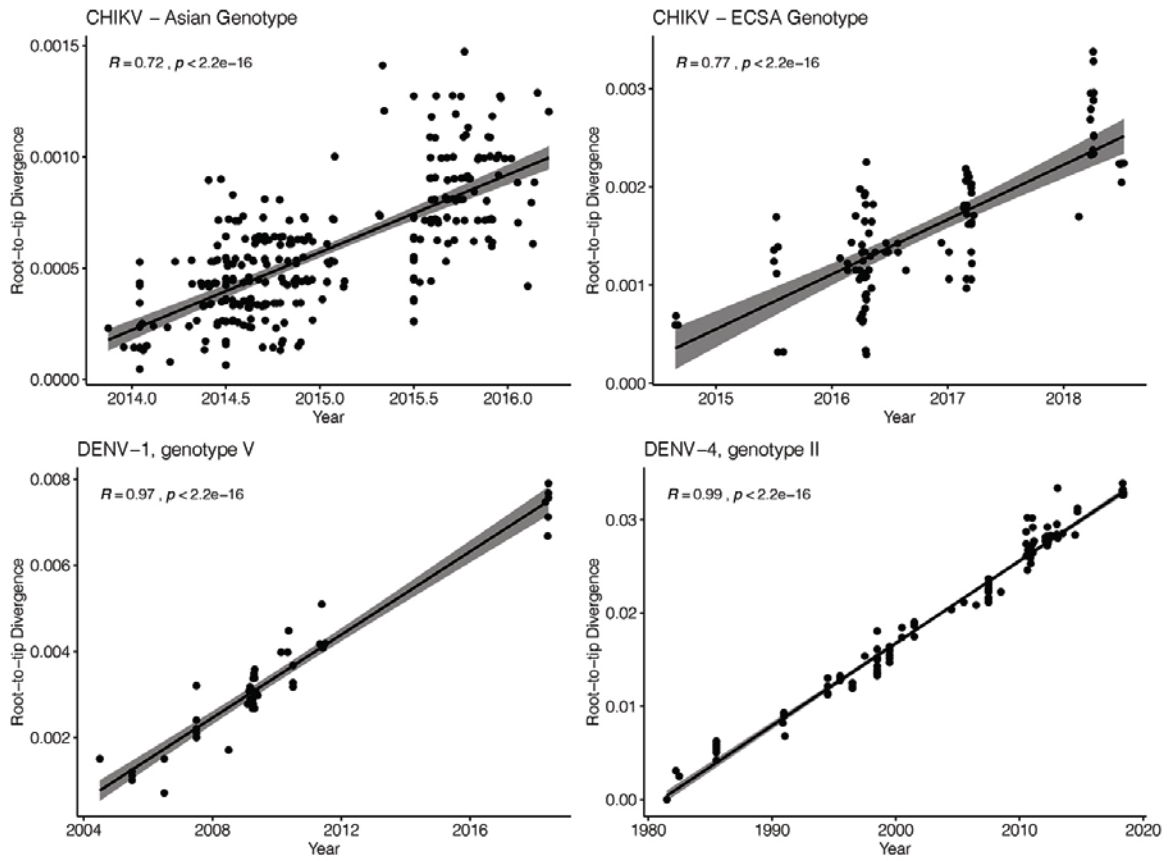 CHIKV – Asian Genotype
R = 0.72 , p < 2.2e−16
0.0015
0.0010
0.0005
0.0000
Root−to−tip Divergence
2014.0 2014.5 2015.0 2015.5 2016.0
Year
CHIKV – ECSA Genotype
R = 0.77 , p < 2.2e−16
0.003
0.002
0.001
0.000
Root−to−tip Divergence
2015 2016 2017 2018
Year
DENV−1, genotype V
R = 0.97 , p < 2.2e−16
0.008
0.006
0.004
0.002
Root−to−tip Divergence
2004 2008 2012 2016
Year
DENV−4, genotype II
R = 0.99 , p < 2.2e−16
0.03
0.02
0.01
0.00
Root−to−tip Divergence
1980 1990 2000 2010 2020
Year